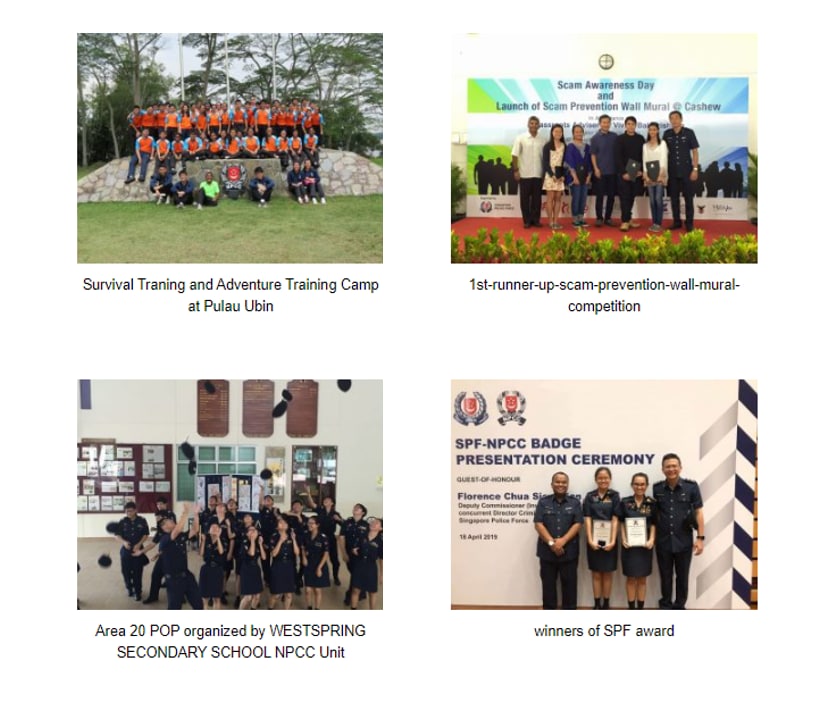 Scam Awareness Day
and
Launch of Scam Prevention Wall Mural @ Cashew
Survival Traning and Adventure Training Camp
at Pulau Ubin
1st-runner-up-scam-prevention-wall-mural-
competition
SPF-NPCC BADGE
PRESENTATION CEREMONY
GUEST-OF-HONOUR
Florence Chua
Deputy Commissioner
concurrent Director
Singapore Police Force
18 April 2019
Area 20 POP organized by WESTSPRING
SECONDARY SCHOOL NPCC Unit
winners of SPF award